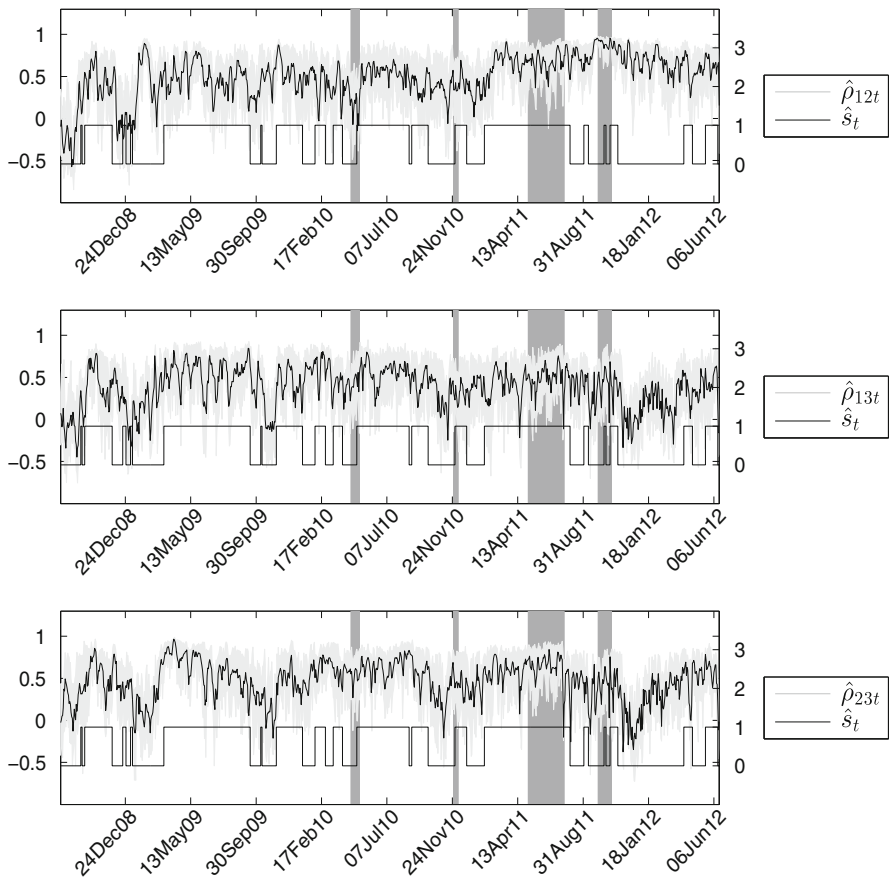 1
0.5
0
−0.5
3
2
1
0
24Dec08
13May09
30Sep09
17Feb10
07Jul10
24Nov10
13Apr11
31Aug11
18Jan12
06Jun12
ρ̂12t
ŝt
1
0.5
0
−0.5
3
2
1
0
24Dec08
13May09
30Sep09
17Feb10
07Jul10
24Nov10
13Apr11
31Aug11
18Jan12
06Jun12
ρ̂13t
ŝt
1
0.5
0
−0.5
3
2
1
0
24Dec08
13May09
30Sep09
17Feb10
07Jul10
24Nov10
13Apr11
31Aug11
18Jan12
06Jun12
ρ̂23t
ŝt